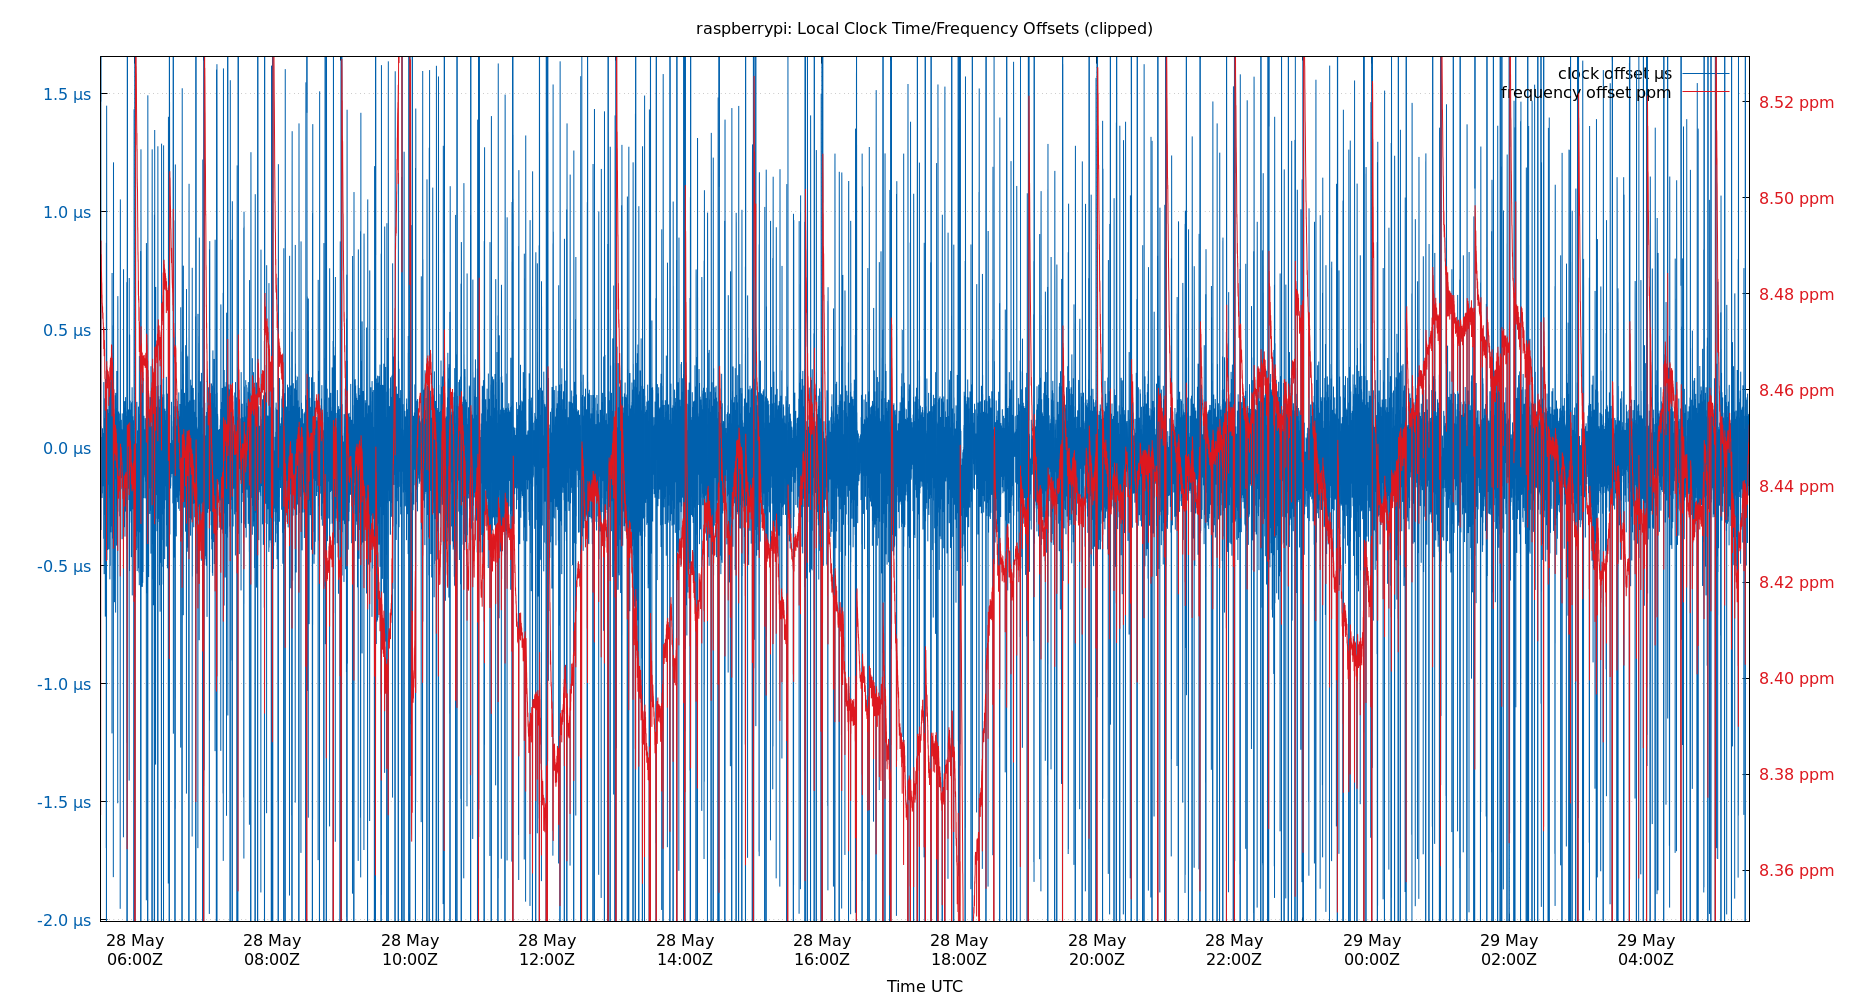 raspberrypi: Local Clock Time/Frequency Offsets (clipped)
clock offset µs
frequency offset ppm
1.5 µs
1.0 µs
0.5 µs
0.0 µs
-0.5 µs
-1.0 µs
-1.5 µs
-2.0 µs
8.52 ppm
8.50 ppm
8.48 ppm
8.46 ppm
8.44 ppm
8.42 ppm
8.40 ppm
8.38 ppm
8.36 ppm
28 May 28 May 28 May 28 May 28 May 28 May 28 May 28 May 28 May 29 May 29 May 29 May
06:00Z 08:00Z 10:00Z 12:00Z 14:00Z 16:00Z 18:00Z 20:00Z 22:00Z 00:00Z 02:00Z 04:00Z
Time UTC